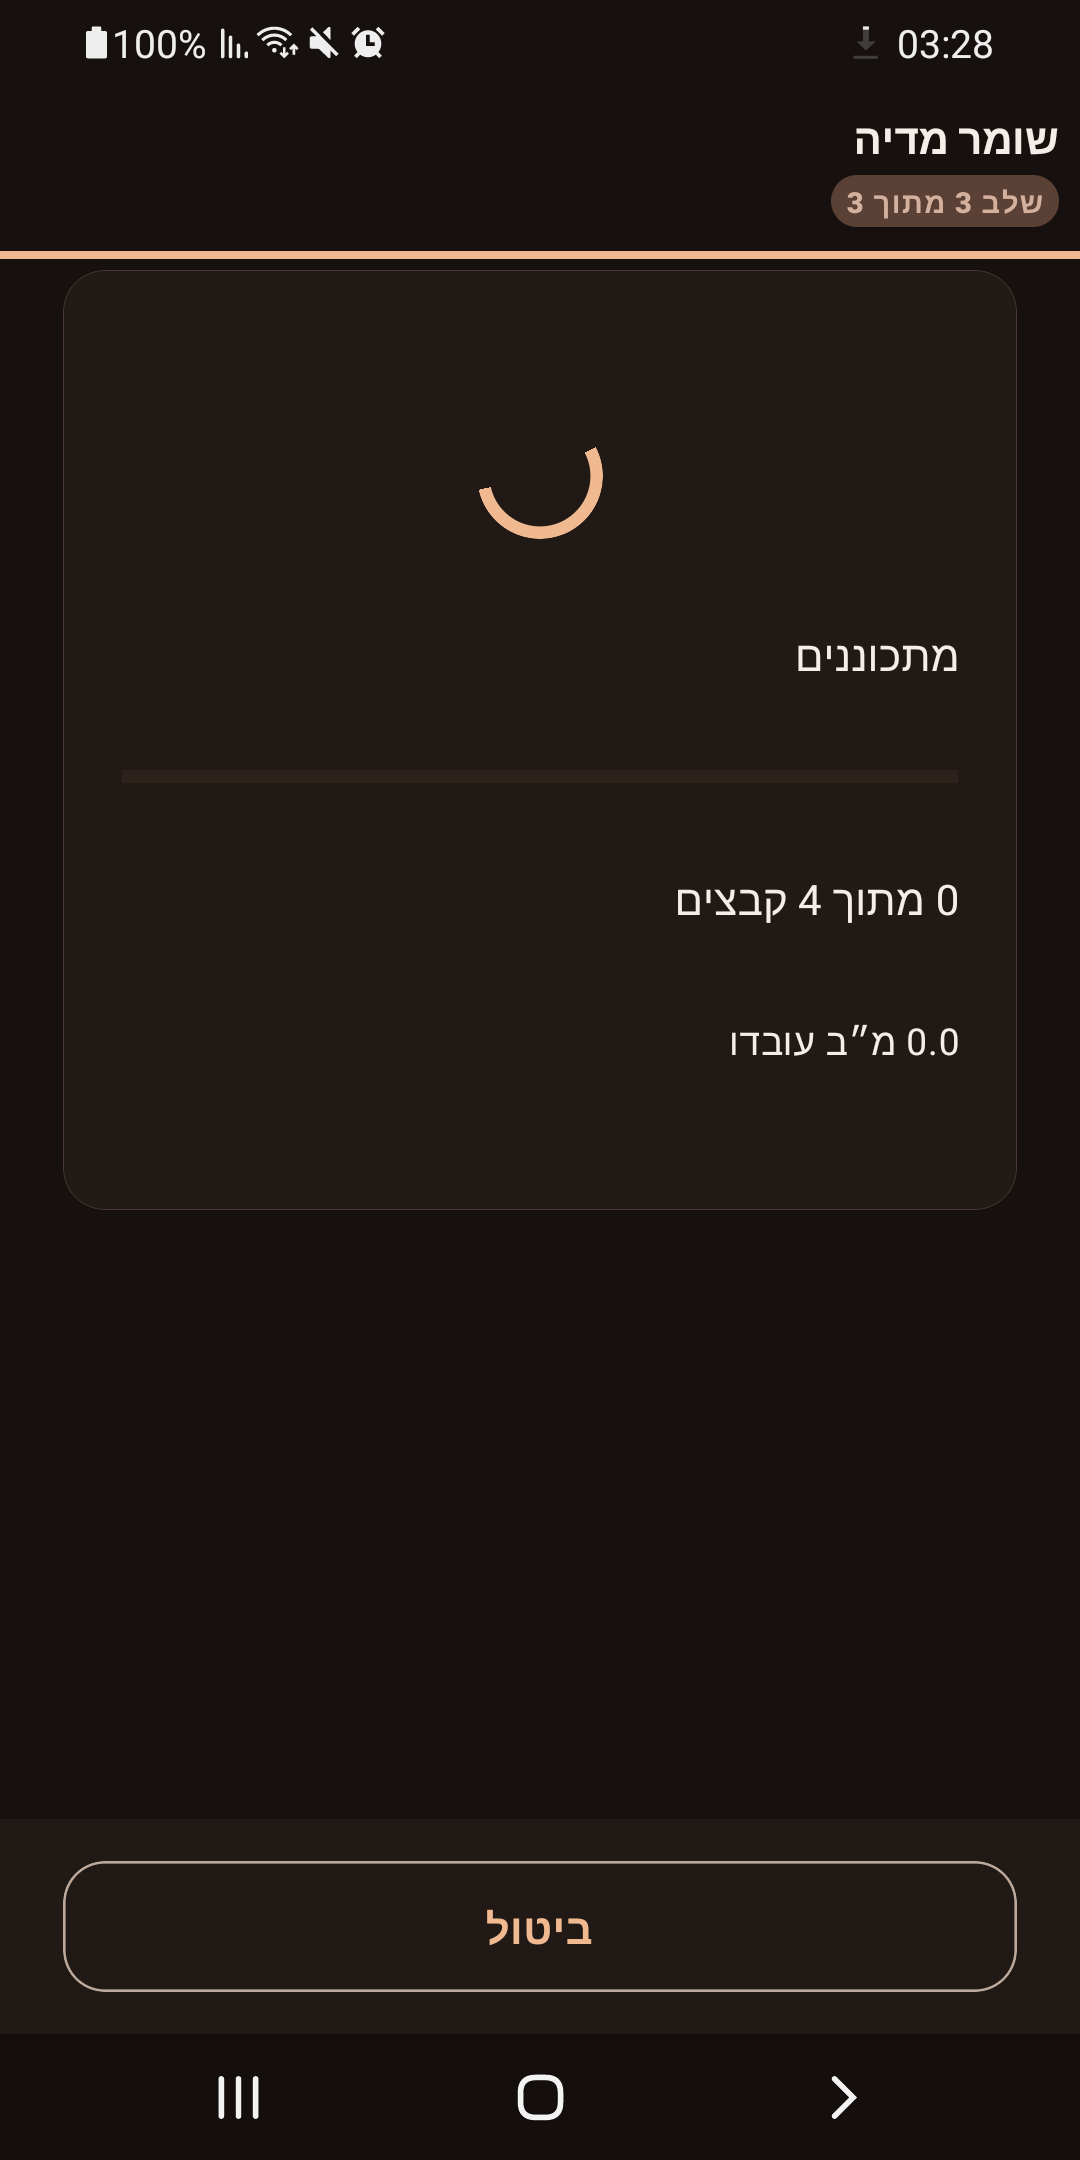 100% 03:28
שומר מדיה
שלב 3 מתוך 3
מתכוננים
0 מתוך 4 קבצים
0.0 מ״ב עובדו
ביטול